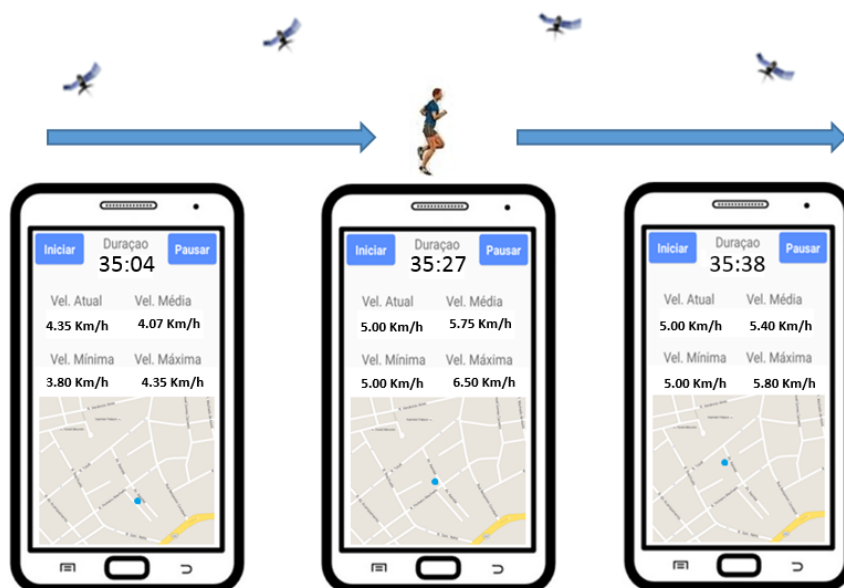 Iniciar
Duraçao
Pausar
35:04
Vel. Atual
Vel. Média
4.35 Km/h
4.07 Km/h
Vel. Mínima
Vel. Máxima
3.80 Km/h
4.35 Km/h
Iniciar
Duraçao
Pausar
35:27
Vel. Atual
Vel. Média
5.00 Km/h
5.75 Km/h
Vel. Mínima
Vel. Máxima
5.00 Km/h
6.50 Km/h
Iniciar
Duraçao
Pausar
35:38
Vel. Atual
Vel. Média
5.00 Km/h
5.40 Km/h
Vel. Mínima
Vel. Máxima
5.00 Km/h
5.80 Km/h